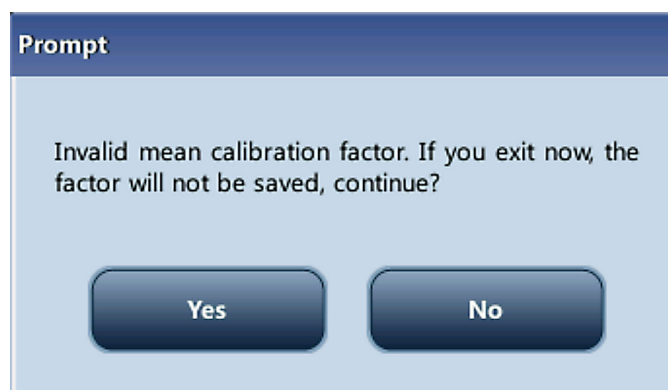 Prompt
Invalid mean calibration factor. If you exit now, the
factor will not be saved, continue?
Yes No